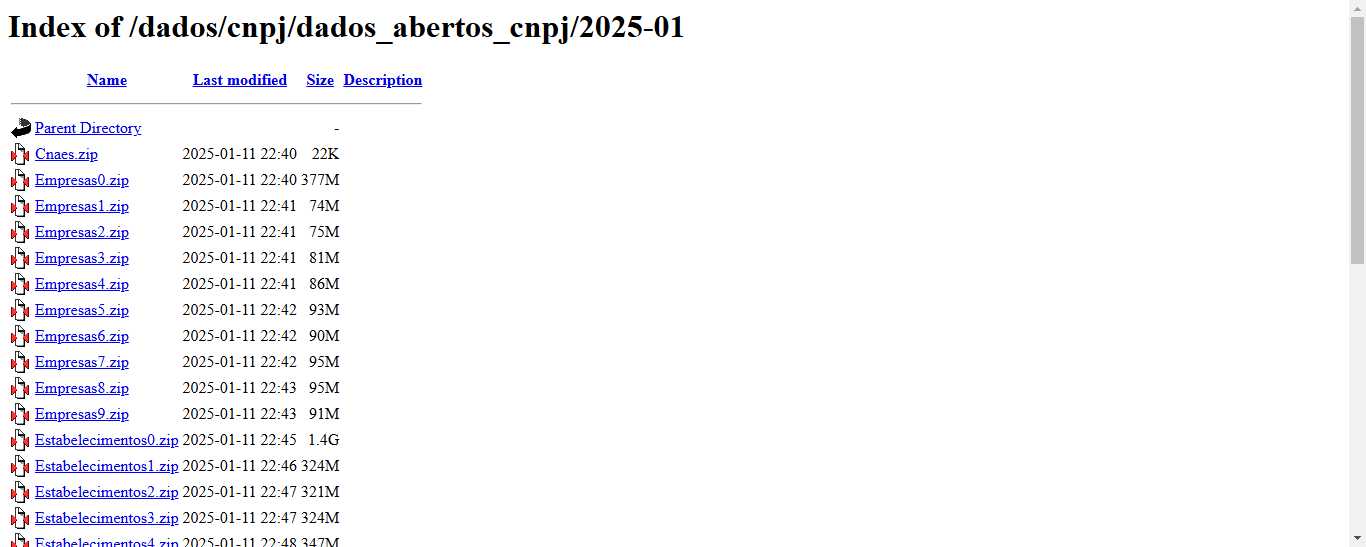 Index of /dados/cnpj/dados_abertos_cnpj/2025-01
Name Last modified Size Description
Parent Directory -
Cnaes.zip 2025-01-11 22:40 22K
Empresas0.zip 2025-01-11 22:40 377M
Empresas1.zip 2025-01-11 22:41 74M
Empresas2.zip 2025-01-11 22:41 75M
Empresas3.zip 2025-01-11 22:41 81M
Empresas4.zip 2025-01-11 22:41 86M
Empresas5.zip 2025-01-11 22:42 93M
Empresas6.zip 2025-01-11 22:42 90M
Empresas7.zip 2025-01-11 22:42 95M
Empresas8.zip 2025-01-11 22:43 95M
Empresas9.zip 2025-01-11 22:43 91M
Estabelecimentos0.zip 2025-01-11 22:45 1.4G
Estabelecimentos1.zip 2025-01-11 22:46 324M
Estabelecimentos2.zip 2025-01-11 22:47 321M
Estabelecimentos3.zip 2025-01-11 22:47 324M
Estabelecimentos4.zip 2025-01-11 22:48 347M